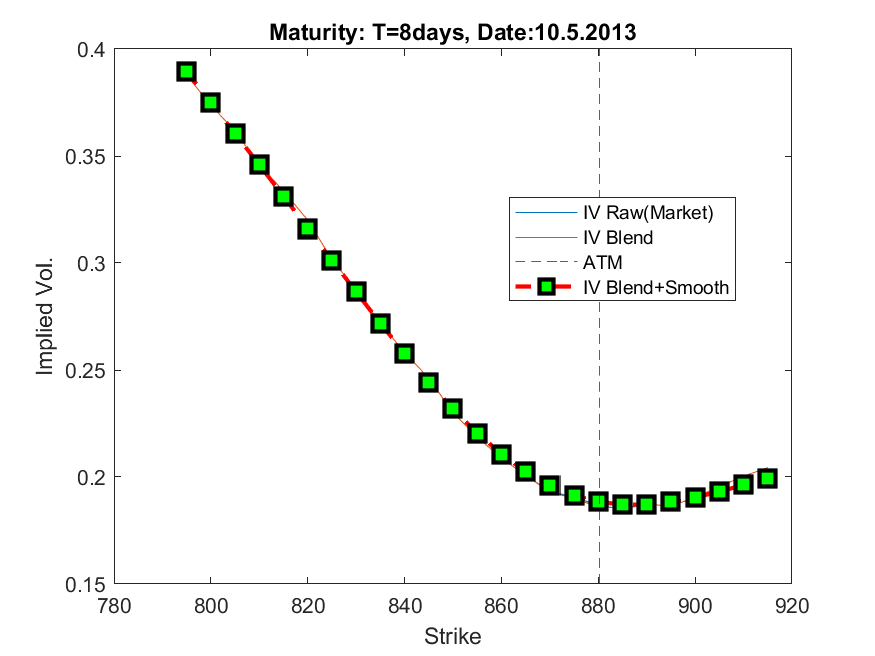 Maturity: T=8days, Date:10.5.2013
0.4
0.35
0.3
0.25
0.2
0.15
Implied Vol.
IV Raw(Market)
IV Blend
ATM
IV Blend+Smooth
780 800 820 840 860 880 900 920
Strike